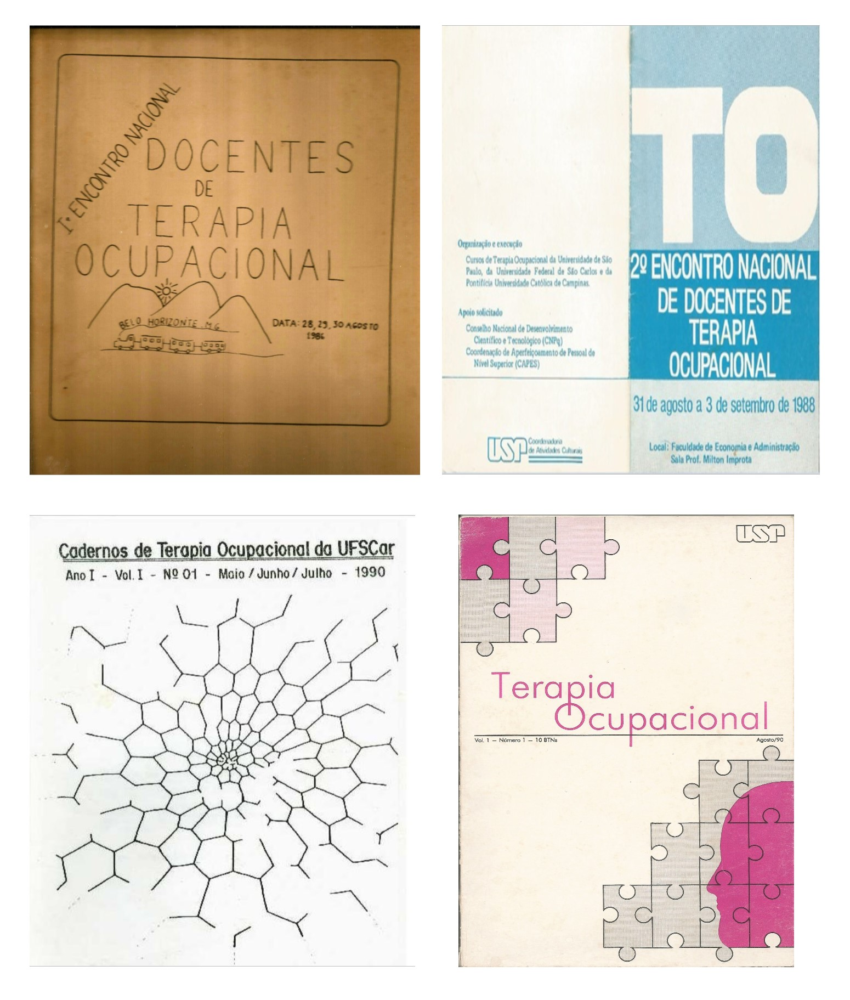 Iº ENCONTRO NACIONAL
DOCENTES
DE
TERAPIA
OCUPACIONAL
BELO HORIZONTE - MG
DATA: 28, 29, 30 AGOSTO
1986
Organização e execução
Cursos de Terapia Ocupacional da Universidade de São
Paulo, da Universidade Federal de São Carlos e da
Pontifícia Universidade Católica de Campinas.
Apoio solicitado
Conselho Nacional de Desenvolvimento
Científico e Tecnológico (CNPq)
Coordenação de Aperfeiçoamento de Pessoal de
Nível Superior (CAPES)
USP Coordenadoria
de Atividades Culturais
TO
2º ENCONTRO NACIONAL
DE DOCENTES DE
TERAPIA
OCUPACIONAL
31 de agosto a 3 de setembro de 1988
Local: Faculdade de Economia e Administração
Sala Prof. Milton Improta
Cadernos de Terapia Ocupacional da UFSCar
Ano I - Vol. I - Nº 01 - Maio / Junho / Julho - 1990
USP
Terapia
Ocupacional
Vol. 1 — Número 1 — 10 BTNs
Agosto/90